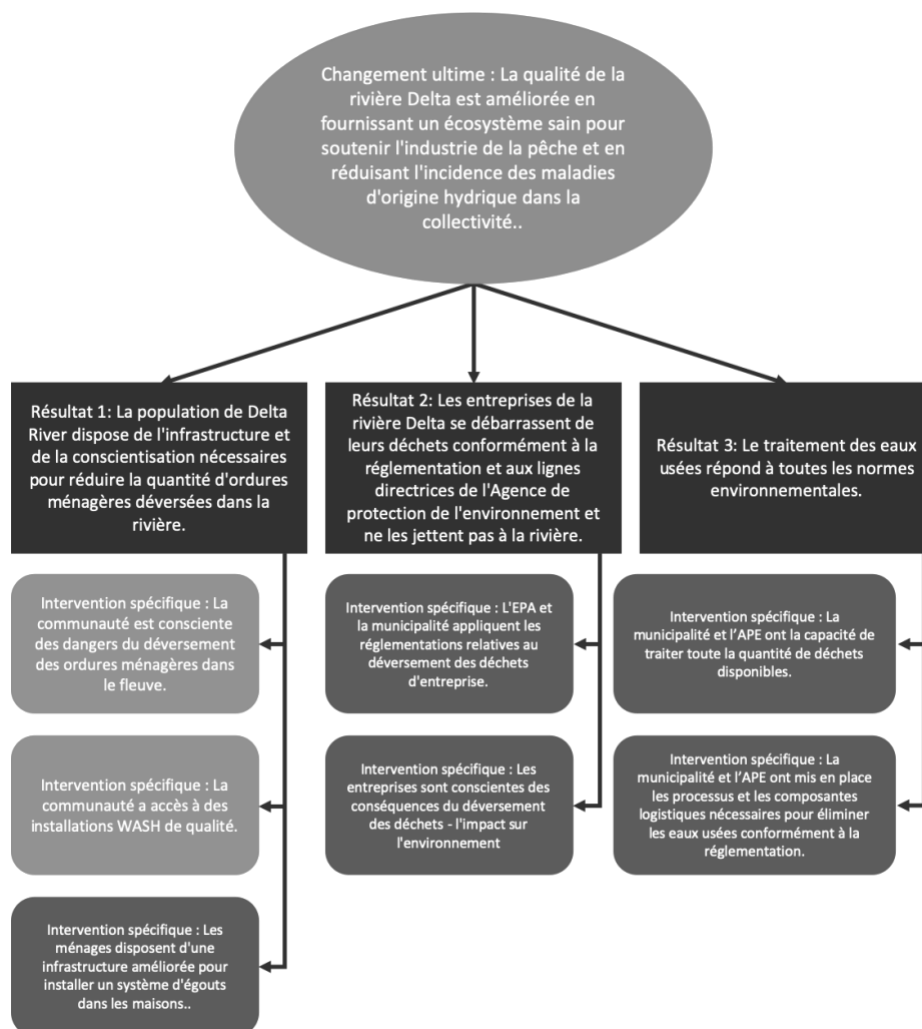 Changement ultime : La qualité de la
rivière Delta est améliorée en
fournissant un écosystème sain pour
soutenir l'industrie de la pêche et en
réduisant l'incidence des maladies
d'origine hydrique dans la
collectivité..
Résultat 1: La population de Delta
River dispose de l'infrastructure et
de la conscientisation nécessaires
pour réduire la quantité d'ordures
ménagères déversées dans la
rivière.
Résultat 2: Les entreprises de la
rivière Delta se débarrassent de
leurs déchets conformément à la
réglementation et aux lignes
directrices de l'Agence de
protection de l'environnement et
ne les jettent pas à la rivière.
Résultat 3: Le traitement des eaux
usées répond à toutes les normes
environnementales.
Intervention spécifique : La
communauté est consciente
des dangers du déversement
des ordures ménagères dans
le fleuve.
Intervention spécifique : L'EPA et
la municipalité appliquent les
réglementations relatives au
déversement des déchets
d'entreprise.
Intervention spécifique : La
municipalité et l’APE ont la capacité de
traiter toute la quantité de déchets
disponibles.
Intervention spécifique : La
communauté a accès à des
installations WASH de qualité.
Intervention spécifique : Les
entreprises sont conscientes des
conséquences du déversement
des déchets - l'impact sur
l'environnement
Intervention spécifique : La
municipalité et l’APE ont mis en place
les processus et les composantes
logistiques nécessaires pour éliminer
les eaux usées conformément à la
réglementation.
Intervention spécifique : Les
ménages disposent d'une
infrastructure améliorée pour
installer un système d'égouts
dans les maisons..